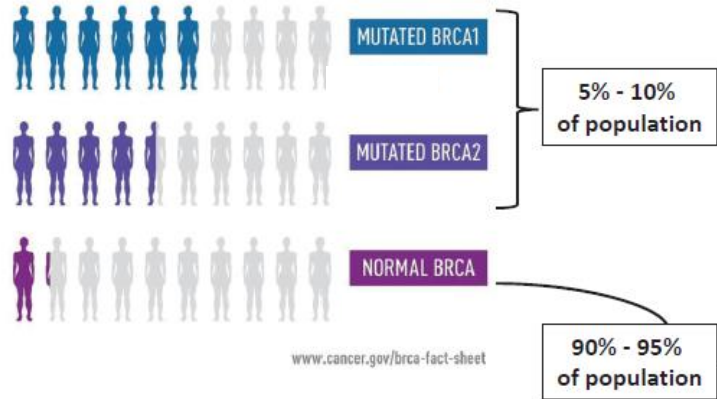 MUTATED BRCA1
5% - 10%
of population
MUTATED BRCA2
NORMAL BRCA
www.cancer.gov/brca-fact-sheet
90% - 95%
of population